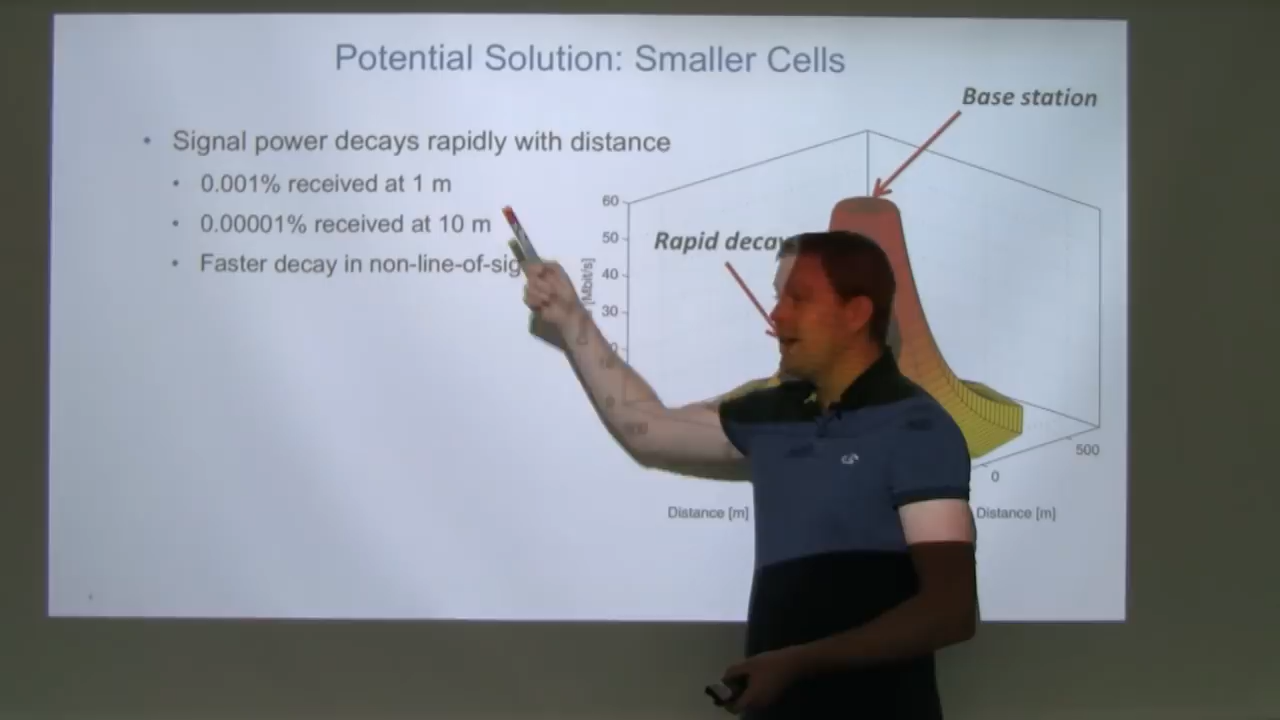 Potential Solution: Smaller Cells
Base station
• Signal power decays rapidly with distance
• 0.001% received at 1 m
• 0.00001% received at 10 m
• Faster decay in non-line-of-sig
Rapid decay
60
50
40
30
[Mbit/s]
500
0
Distance [m]
Distance [m]